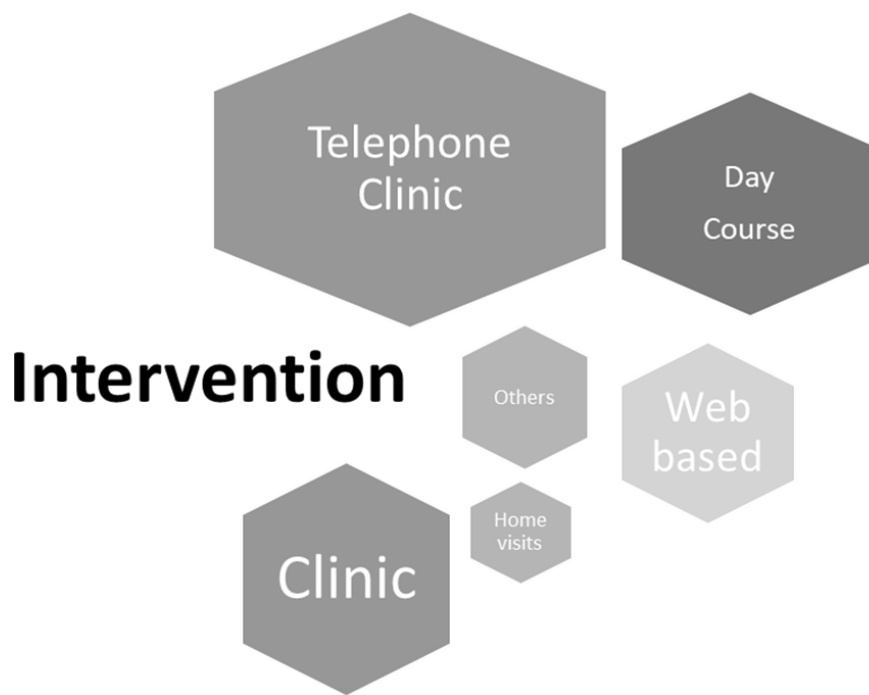 Telephone
Clinic
Day
Course
Intervention
Others
Web
based
Clinic
Home
visits